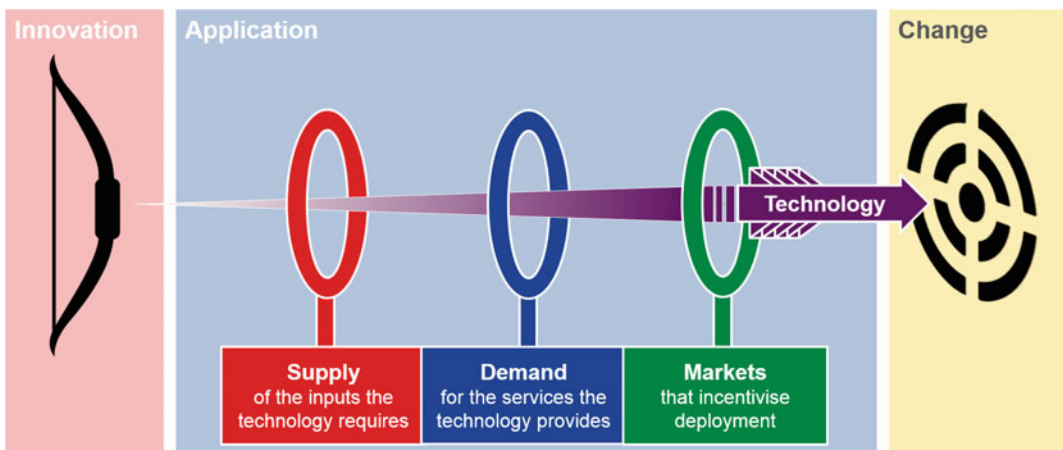 Innovation
Application
Change
Technology
Supply
of the inputs the
technology requires
Demand
for the services the
technology provides
Markets
that incentivise
deployment